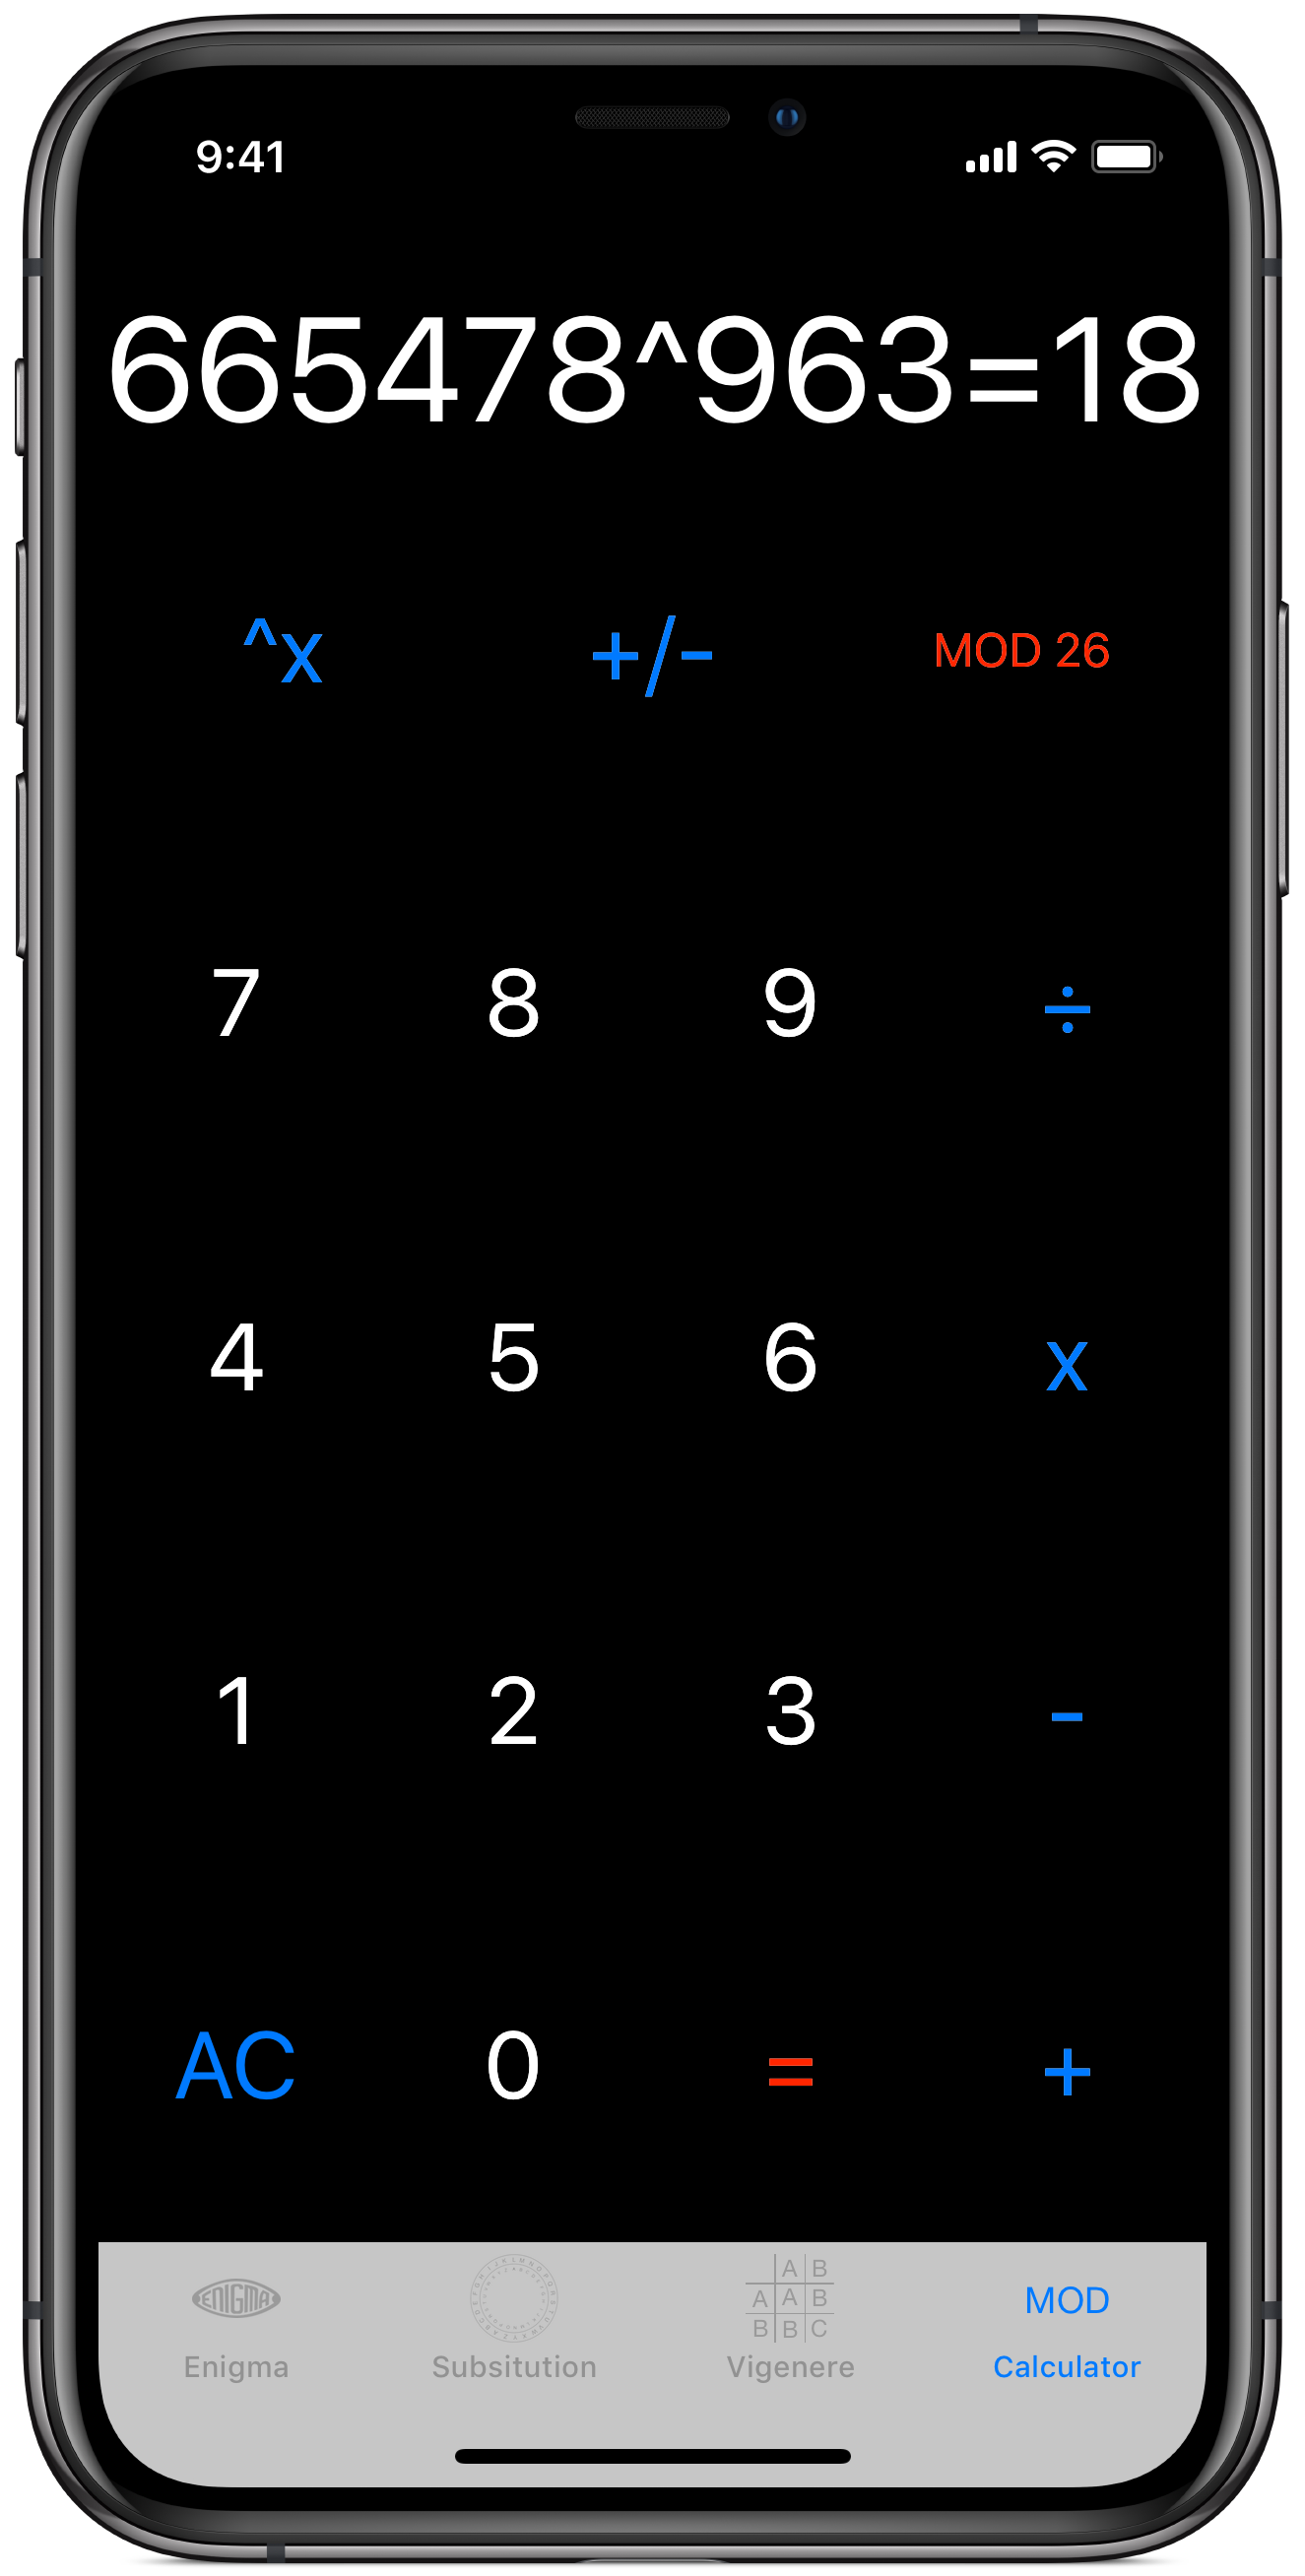 9:41
665478^963=18
^x +/- MOD 26
7 8 9 ÷
4 5 6 x
1 2 3 -
AC 0 = +
ENIGMA
A B
A A B
B B C
MOD
Enigma Subsitution Vigenere Calculator